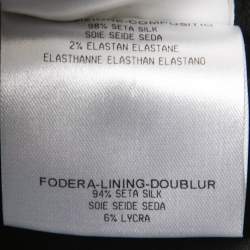 98% SETA SILK
SOIE SEIDE SEDA
2% ELASTAN ELASTANE
ELASTHANNE ELASTHAN ELASTANO
FODERA-LINING-DOUBLUR
94% SETA SILK
SOIE SEIDE SEDA
6% LYCRA